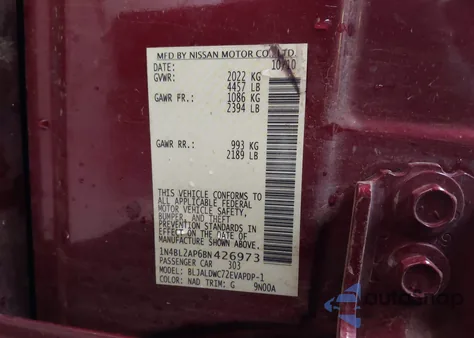 MFD BY NISSAN MOTOR CO., LTD.
DATE: 10/10
GVWR: 2022 KG
4457 LB
GAWR FR.: 1086 KG
2394 LB
GAWR RR.: 993 KG
2189 LB
THIS VEHICLE CONFORMS TO
ALL APPLICABLE FEDERAL
MOTOR VEHICLE SAFETY,
BUMPER, AND THEFT
PREVENTION STANDARDS IN
EFFECT ON THE DATE OF
MANUFACTURE SHOWN ABOVE.
1N4BL2AP6BN426973
PASSENGER CAR 303
MODEL: BLJALDWC7ZEVAPDP-1
COLOR: NAD TRIM: G 9N00A
autoshop